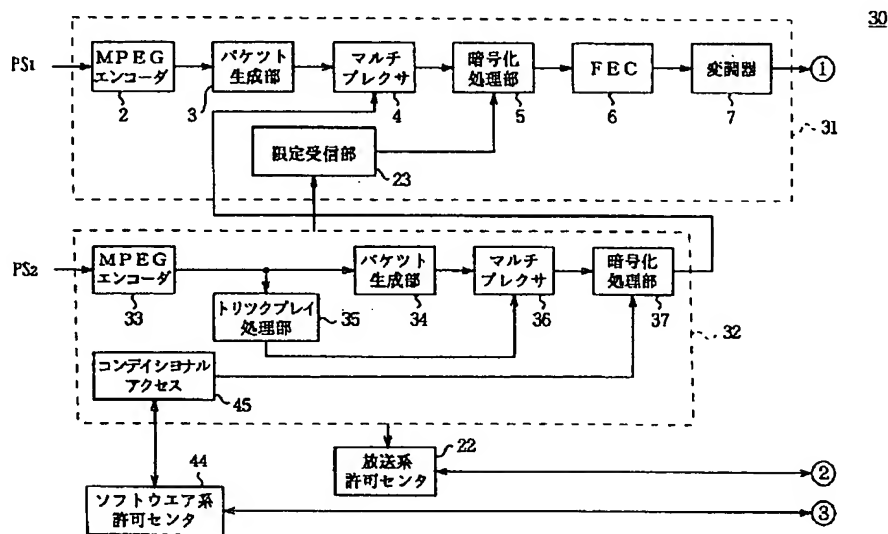 30
PS1
MPEG
エンコーダ
2
パケツト
生成部
3
マルチ
プレクサ
4
暗号化
処理部
5
FEC
6
変調器
7
①
31
限定受信部
23
PS2
MPEG
エンコーダ
33
トリツクプレイ
処理部
35
パケツト
生成部
34
マルチ
プレクサ
36
暗号化
処理部
37
32
コンデイシヨナル
アクセス
45
44
ソフトウエア系
許可センタ
22
放送系
許可センタ
②
③